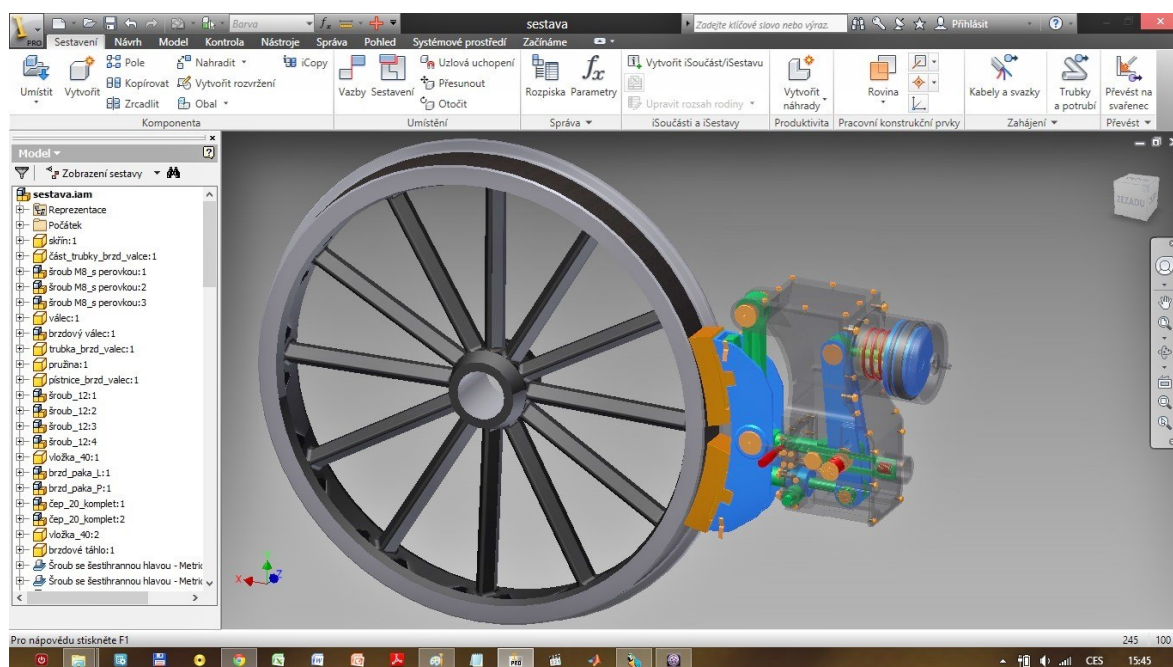 PRO
Barva
sestava
Zadejte klíčové slovo nebo výraz.
Přihlásit
Sestavení Návrh Model Kontrola Nástroje Správa Pohled Systémové prostředí Začínáme
Umístit
Vytvořit
Pole
Kopírovat
Zrcadlit
Nahradit
Vytvořit rozvržení
Obal
iCopy
Komponenta
Vazby
Sestavení
Uzlová uchopení
Přesunout
Otočit
Umístění
Rozpiska
Parametry
Správa
Vytvořit iSoučást/iSestavu
Upravit rozsah rodiny
iSoučásti a iSestavy
Vytvořit náhrady
Produktivita
Rovina
Pracovní konstrukční prvky
Kabely a svazky
Trubky a potrubí
Zahájení
Převést na svařenec
Převést
Model
Zobrazení sestavy
sestava.iam
Reprezentace
Počátek
skřín:1
část_trubky_brzd_valce:1
šroub M8_s perovkou:1
šroub M8_s perovkou:2
šroub M8_s perovkou:3
válec:1
brzdový válec:1
trubka_brzd_valec:1
pružina:1
pístnice_brzd_valec:1
šroub_12:1
šroub_12:2
šroub_12:3
šroub_12:4
vložka_40:1
brzd_paka_L:1
brzd_paka_P:1
čep_20_komplet:1
čep_20_komplet:2
vložka_40:2
brzdové táhlo:1
Šroub se šestihrannou hlavou - Metric
Šroub se šestihrannou hlavou - Metric
ZEZADU
X
Y
Z
Pro nápovědu stiskněte F1
245 100
CES 15:45